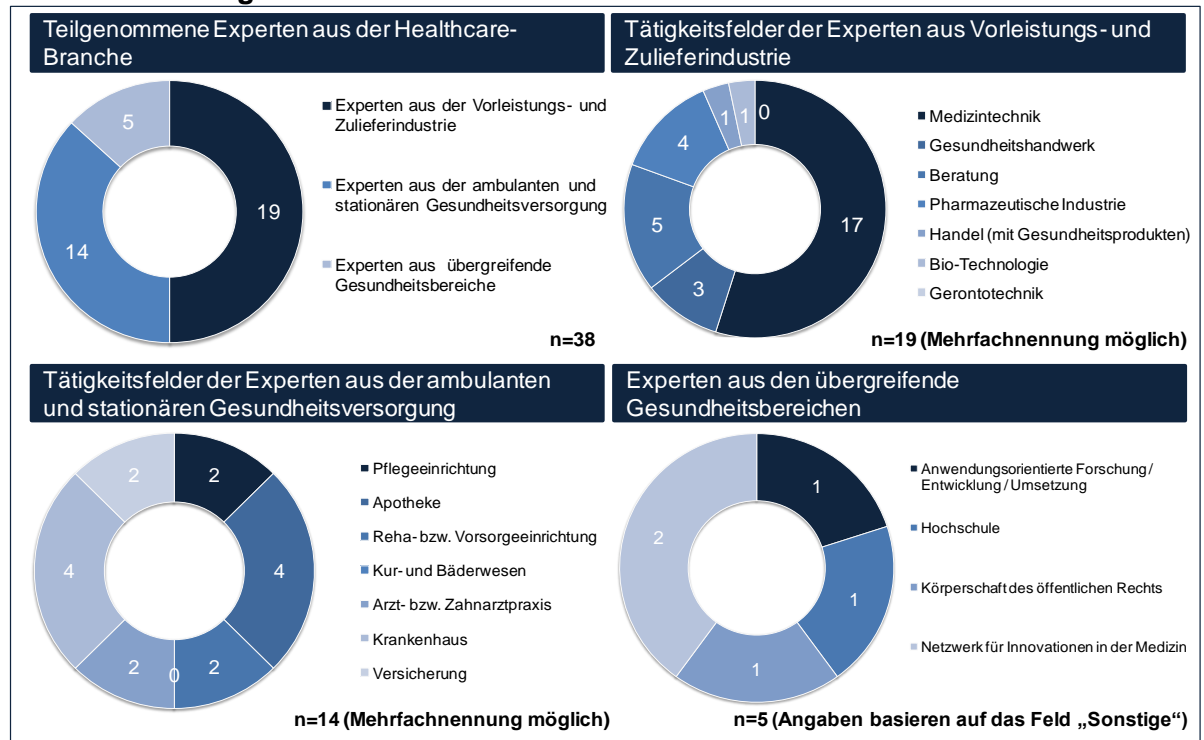 Teilgenommene Experten aus der Healthcare-
Branche
5
14
19
Experten aus der Vorleistungs- und
Zulieferindustrie
Experten aus der ambulanten und
stationären Gesundheitsversorgung
Experten aus übergreifende
Gesundheitsbereiche
n=38
Tätigkeitsfelder der Experten aus Vorleistungs- und
Zulieferindustrie
1
1
0
4
5
3
17
Medizintechnik
Gesundheitshandwerk
Beratung
Pharmazeutische Industrie
Handel (mit Gesundheitsprodukten)
Bio-Technologie
Gerontotechnik
n=19 (Mehrfachnennung möglich)
Tätigkeitsfelder der Experten aus der ambulanten
und stationären Gesundheitsversorgung
2
2
4
4
2
0
2
Pflegeeinrichtung
Apotheke
Reha- bzw. Vorsorgeeinrichtung
Kur- und Bäderwesen
Arzt- bzw. Zahnarztpraxis
Krankenhaus
Versicherung
n=14 (Mehrfachnennung möglich)
Experten aus den übergreifende
Gesundheitsbereichen
1
2
1
1
Anwendungsorientierte Forschung /
Entwicklung / Umsetzung
Hochschule
Körperschaft des öffentlichen Rechts
Netzwerk für Innovationen in der Medizin
n=5 (Angaben basieren auf das Feld „Sonstige“)